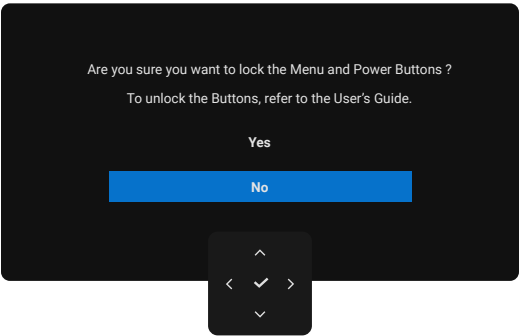 Are you sure you want to lock the Menu and Power Buttons ?
To unlock the Buttons, refer to the User’s Guide.
Yes
No